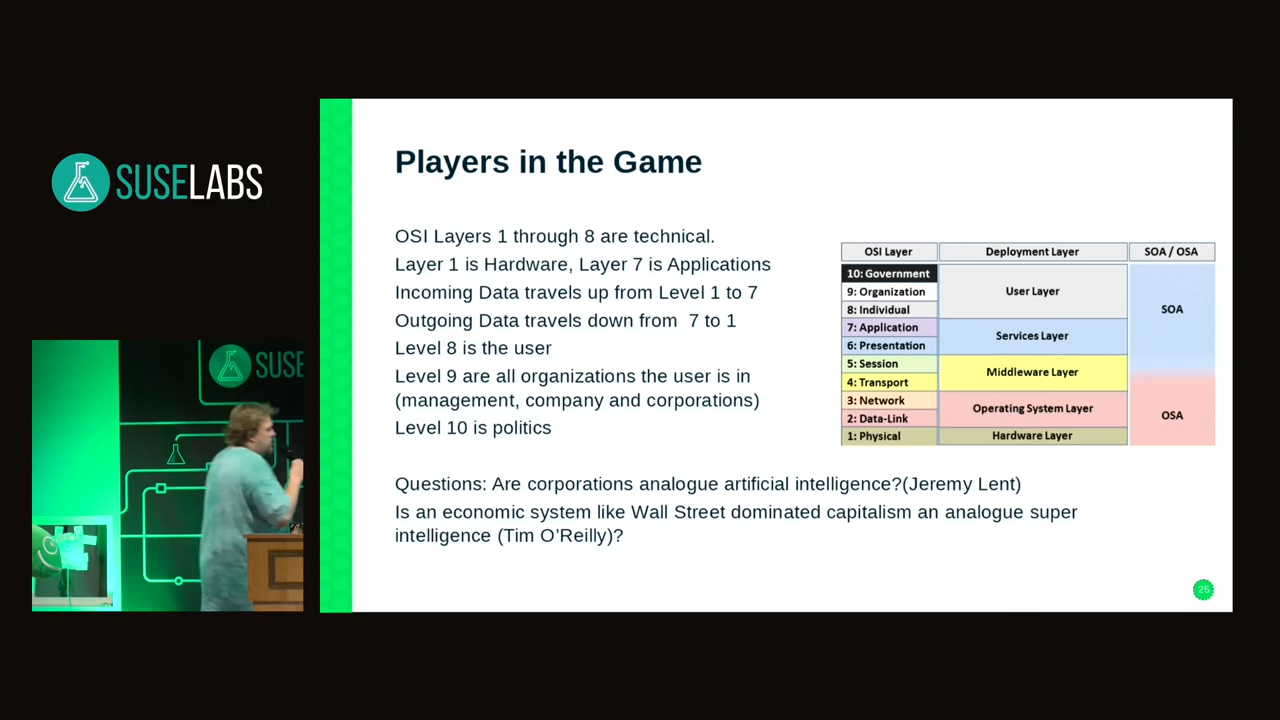 SUSELABS
Players in the Game
OSI Layers 1 through 8 are technical.
Layer 1 is Hardware, Layer 7 is Applications
Incoming Data travels up from Level 1 to 7
Outgoing Data travels down from  7 to 1
Level 8 is the user
Level 9 are all organizations the user is in
(management, company and corporations)
Level 10 is politics
OSI Layer Deployment Layer SOA / OSA
10: Government
9: Organization User Layer
8: Individual SOA
7: Application
6: Presentation Services Layer
5: Session
4: Transport Middleware Layer
3: Network
2: Data-Link Operating System Layer OSA
1: Physical Hardware Layer
Questions: Are corporations analogue artificial intelligence?(Jeremy Lent)
Is an economic system like Wall Street dominated capitalism an analogue super
intelligence (Tim O'Reilly)?
25
SUSE